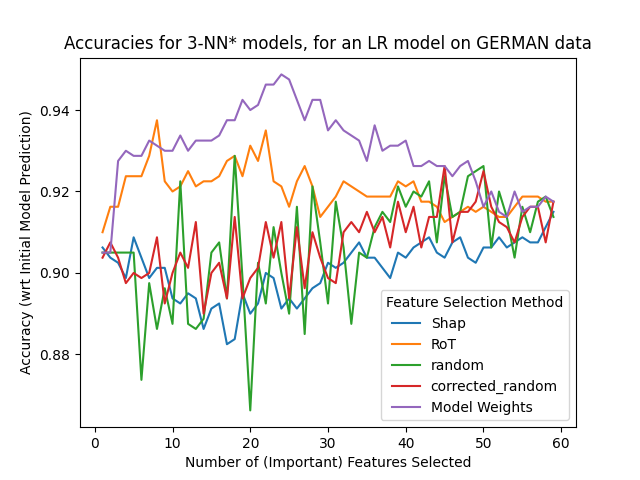 Accuracies for 3-NN* models, for an LR model on GERMAN data
Accuracy (wrt Initial Model Prediction)
0.94
0.92
0.90
0.88
Feature Selection Method
Shap
RoT
random
corrected_random
Model Weights
0 10 20 30 40 50 60
Number of (Important) Features Selected